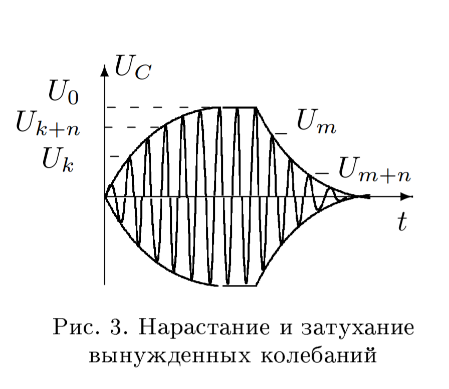 U_C
U_0
U_{k+n}
U_m
U_k
U_{m+n}
t
Рис. 3. Нарастание и затухание
вынужденных колебаний